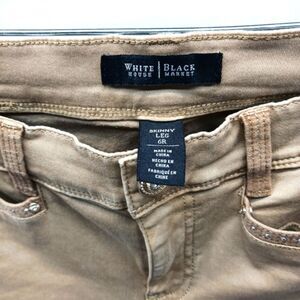 WHITE | BLACK
HOUSE | MARKET
SKINNY
LEG
6R
MADE IN
CHINA
HECHO EN
CHINA
FABRIQUÉ EN
CHINE